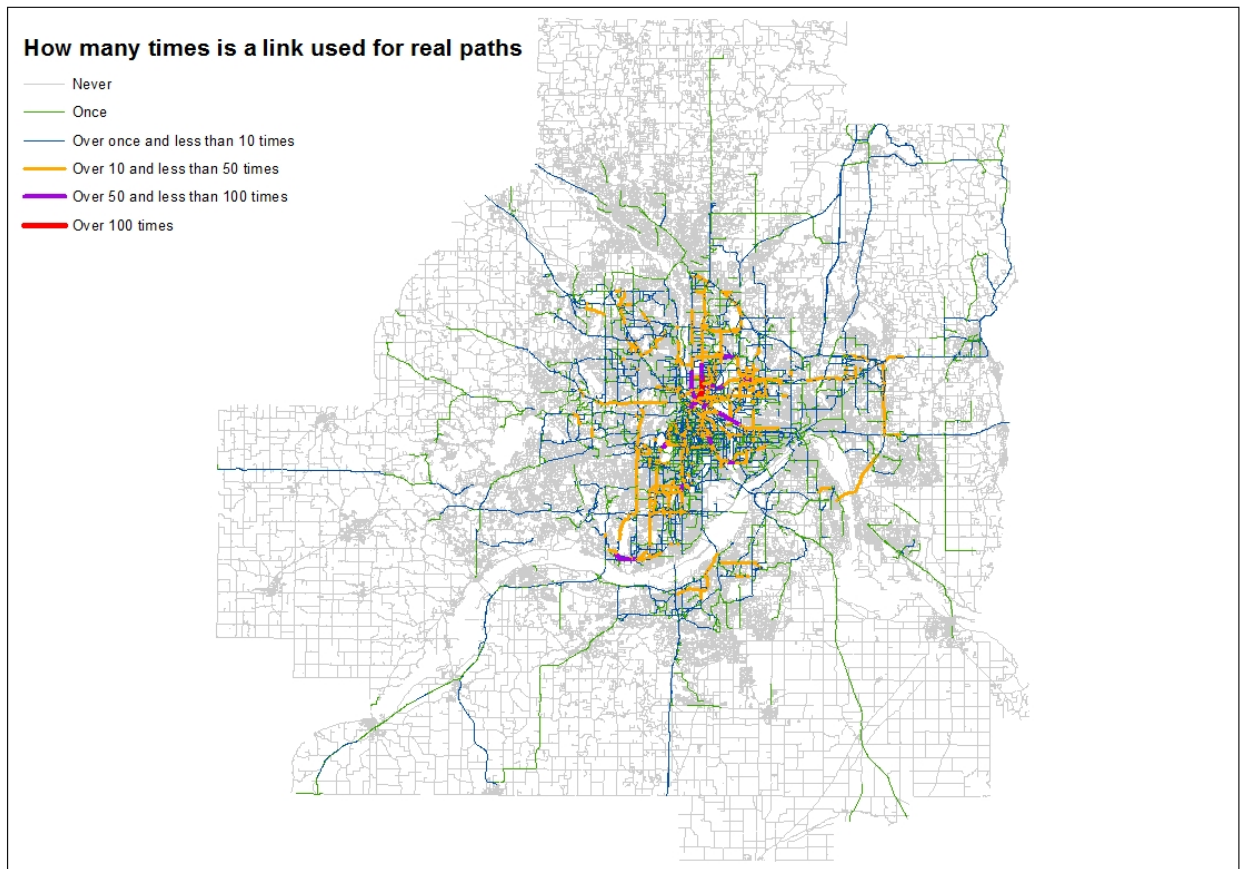 How many times is a link used for real paths
Never
Once
Over once and less than 10 times
Over 10 and less than 50 times
Over 50 and less than 100 times
Over 100 times